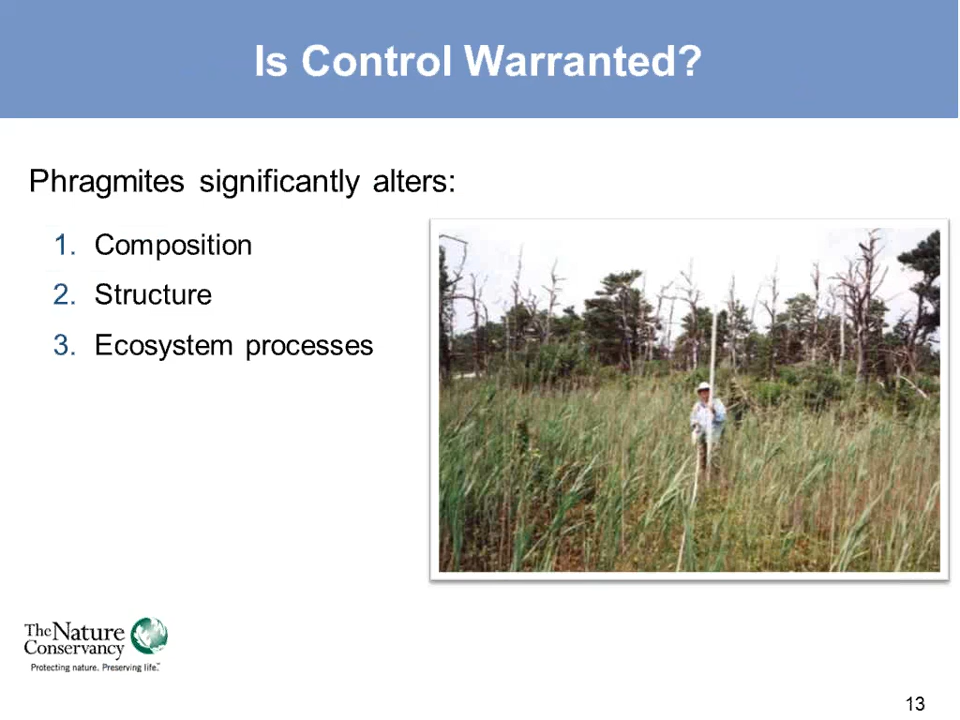 Is Control Warranted?
Phragmites significantly alters:
1. Composition
2. Structure
3. Ecosystem processes
The Nature
Conservancy
Protecting nature. Preserving life.™
13